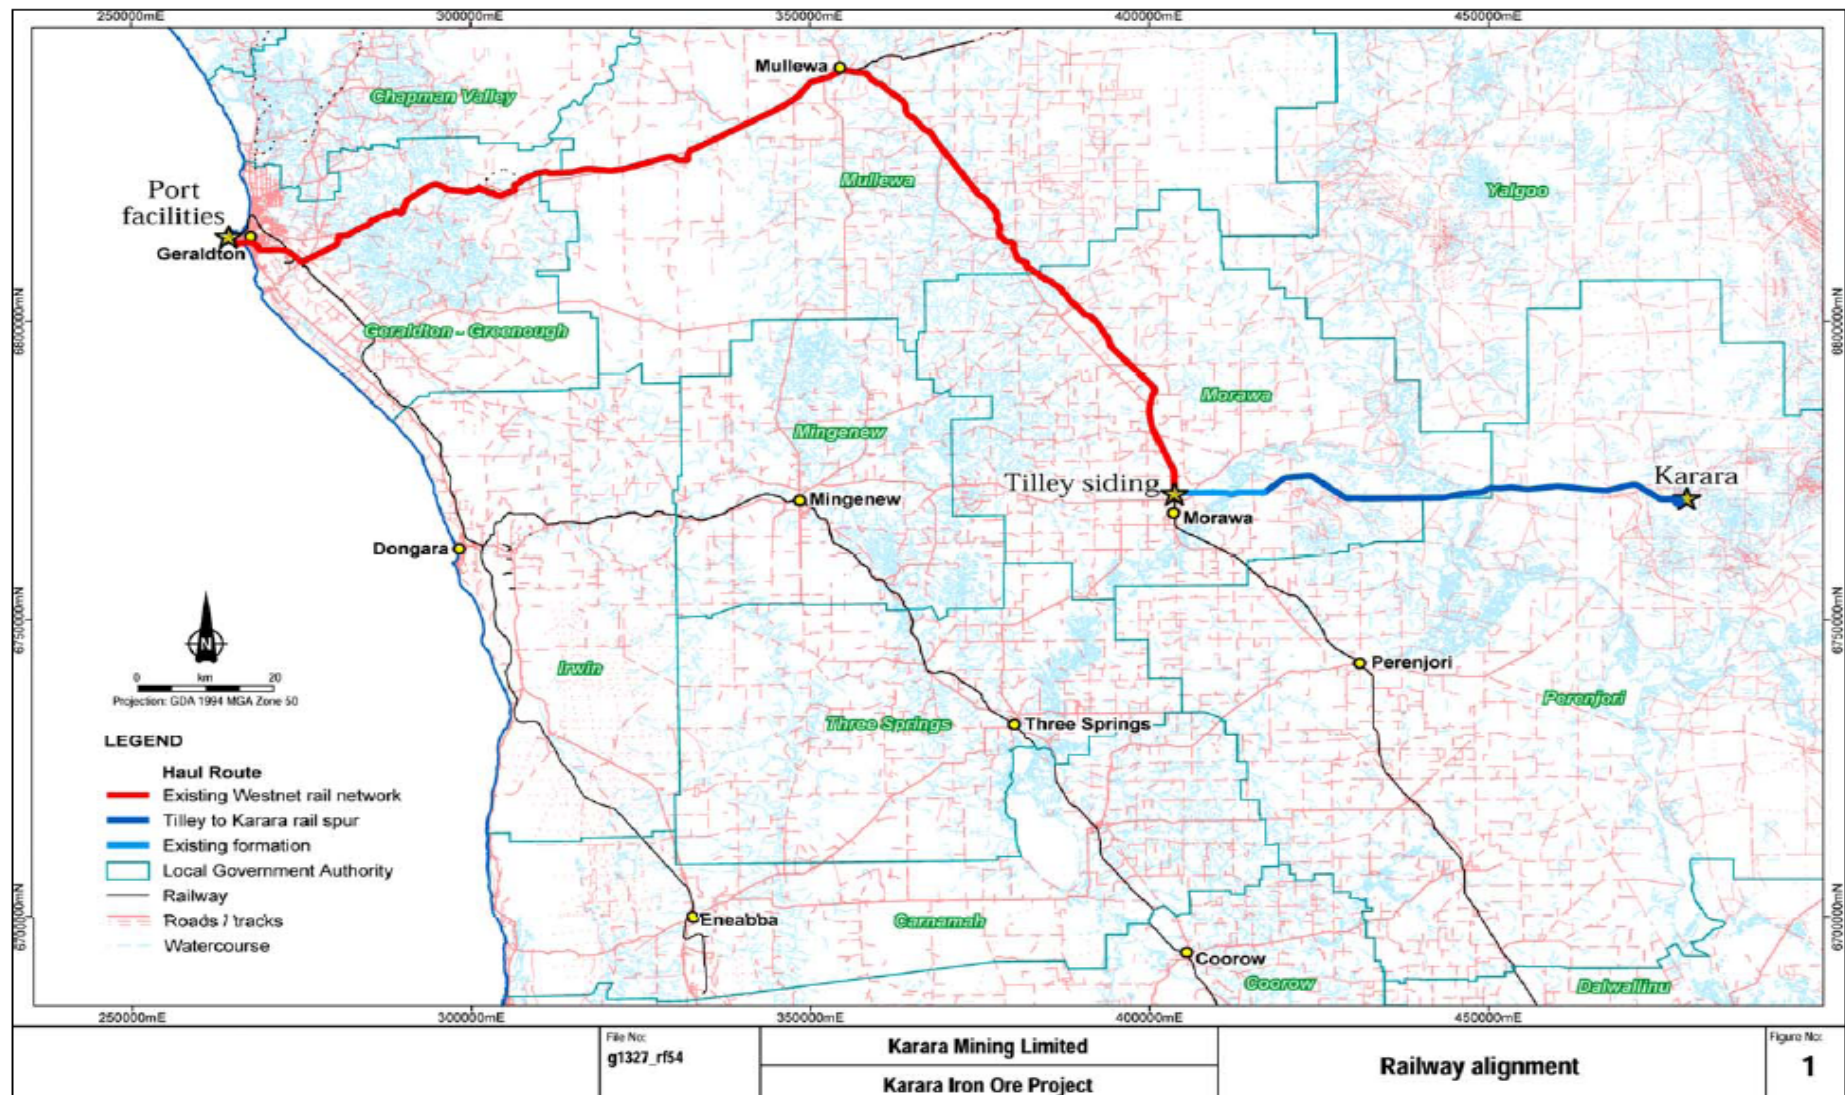 250000mE 300000mE 350000mE 400000mE 450000mE
Mullewa
Chapman Valley
Mullewa
Yalgoo
Port
facilities
Geraldton
6800000mN
6800000mN
Geraldton - Greenough
Morawa
Mingenew
Tilley siding
Karara
Mingenew
Morawa
Dongara
N
6750000mN
6750000mN
0 km 20
Projection: GDA 1994 MGA Zone 50
Irwin
Perenjori
Perenjori
Three Springs
Three Springs
LEGEND
Haul Route
Existing Westnet rail network
Tilley to Karara rail spur
Existing formation
Local Government Authority
Railway
Roads / tracks
Watercourse
6700000mN
6700000mN
Eneabba
Carnamah
Coorow
Coorow
Dalwallinu
250000mE 300000mE 350000mE 400000mE 450000mE
File No:
g1327_rf54
Karara Mining Limited
Karara Iron Ore Project
Railway alignment
Figure No:
1